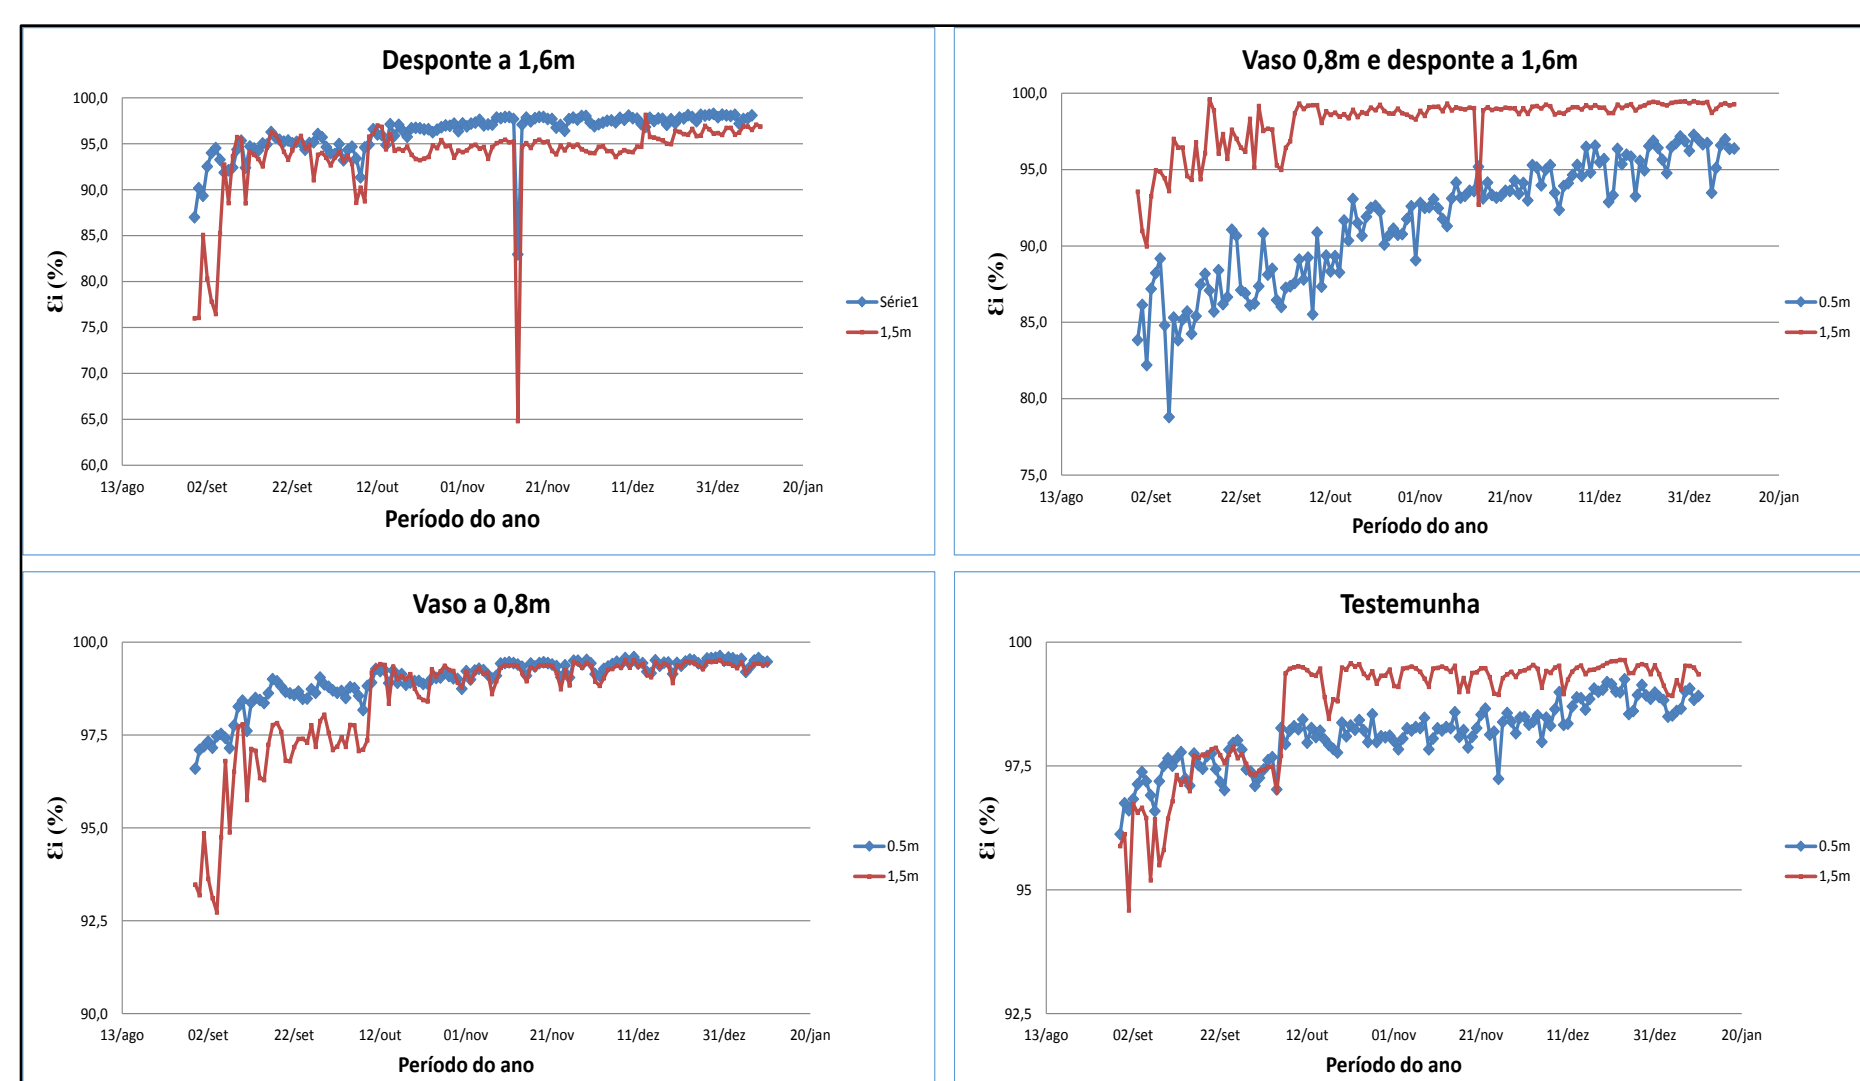 Desponte a 1,6m
100,0
95,0
90,0
85,0
80,0
75,0
70,0
65,0
60,0
Ɛi (%)
Série1
1,5m
13/ago 02/set 22/set 12/out 01/nov 21/nov 11/dez 31/dez 20/jan
Período do ano
Vaso 0,8m e desponte a 1,6m
100,0
95,0
90,0
85,0
80,0
75,0
Ɛi (%)
0.5m
1,5m
13/ago 02/set 22/set 12/out 01/nov 21/nov 11/dez 31/dez 20/jan
Período do ano
Vaso a 0,8m
100,0
97,5
95,0
92,5
90,0
Ɛi (%)
0.5m
1,5m
13/ago 02/set 22/set 12/out 01/nov 21/nov 11/dez 31/dez 20/jan
Período do ano
Testemunha
100
97,5
95
92,5
Ɛi (%)
0.5m
1,5m
13/ago 02/set 22/set 12/out 01/nov 21/nov 11/dez 31/dez 20/jan
Período do ano